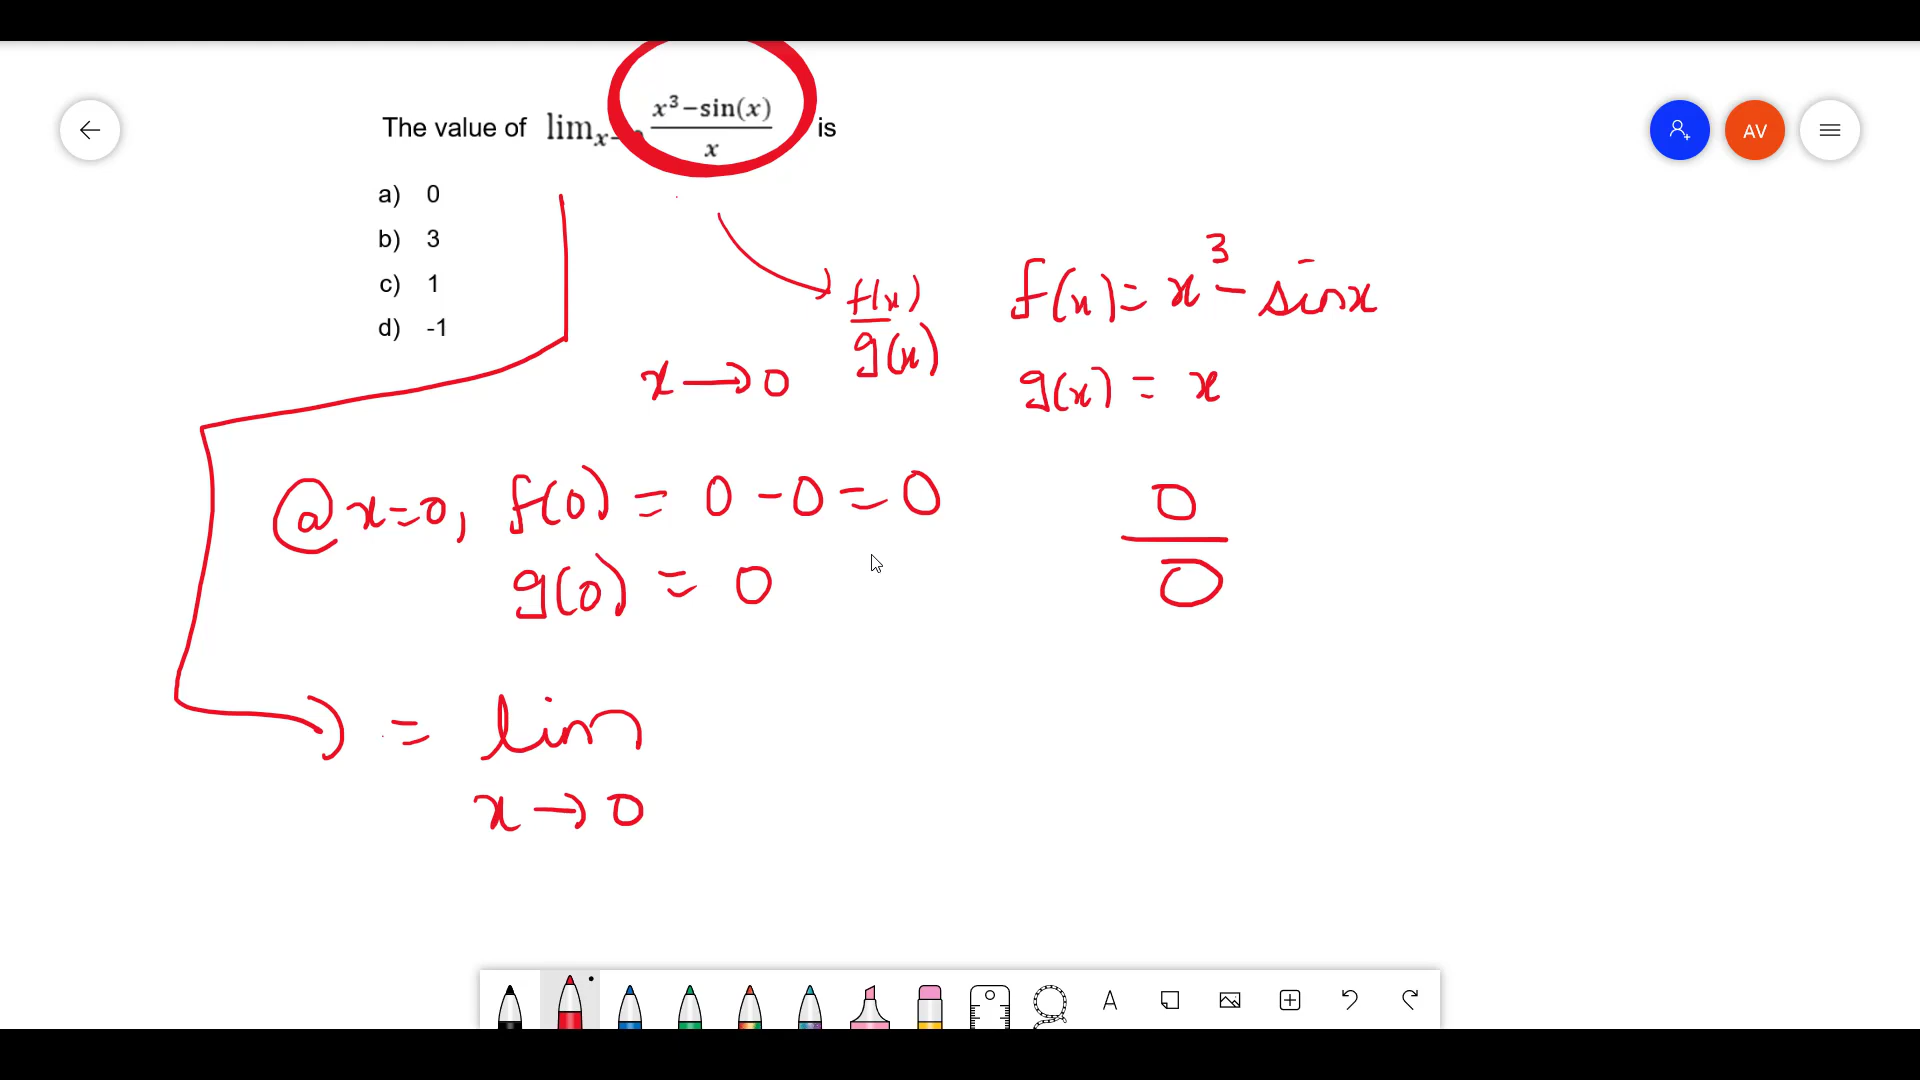 The value of lim x→0 x³−sin(x)/x is
a) 0
b) 3
c) 1
d) -1
f(x)/g(x)
x → 0
f(x) = x³ - sinx
g(x) = x
@ x=0, f(0) = 0 - 0 = 0
g(0) = 0
0/0
= lim
x → 0
AV
A